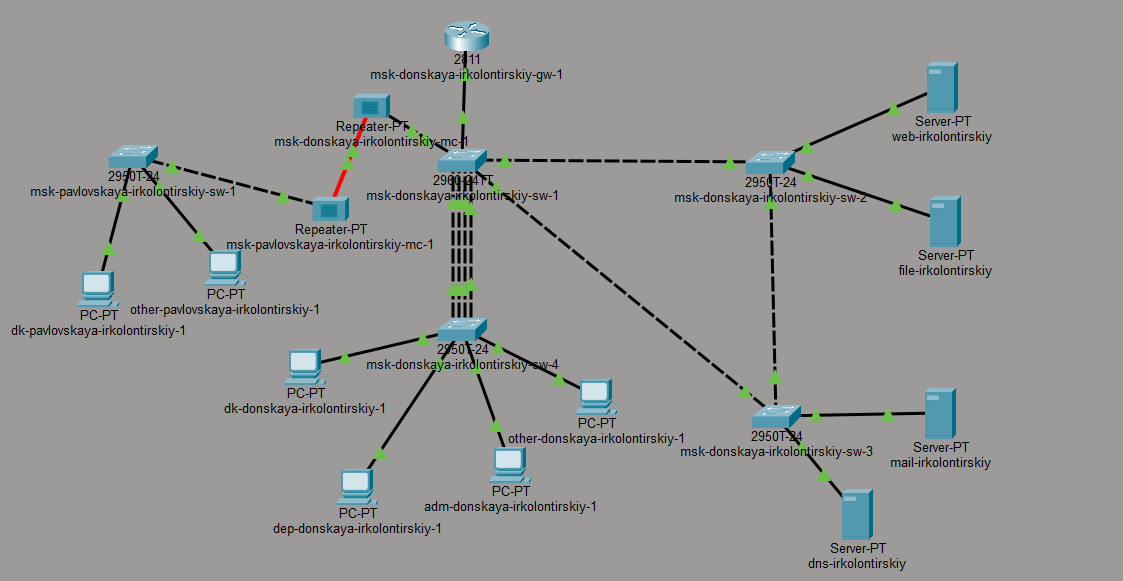 2811
msk-donskaya-irkolontirskiy-gw-1
Repeater-PT
msk-donskaya-irkolontirskiy-mc-1
2950T-24
msk-pavlovskaya-irkolontirskiy-sw-1
2960-24TT
msk-donskaya-irkolontirskiy-sw-1
Repeater-PT
msk-pavlovskaya-irkolontirskiy-mc-1
2950T-24
msk-donskaya-irkolontirskiy-sw-2
Server-PT
web-irkolontirskiy
Server-PT
file-irkolontirskiy
PC-PT
dk-pavlovskaya-irkolontirskiy-1
PC-PT
other-pavlovskaya-irkolontirskiy-1
2950T-24
msk-donskaya-irkolontirskiy-sw-4
PC-PT
dk-donskaya-irkolontirskiy-1
PC-PT
other-donskaya-irkolontirskiy-1
2950T-24
msk-donskaya-irkolontirskiy-sw-3
Server-PT
mail-irkolontirskiy
PC-PT
dep-donskaya-irkolontirskiy-1
PC-PT
adm-donskaya-irkolontirskiy-1
Server-PT
dns-irkolontirskiy